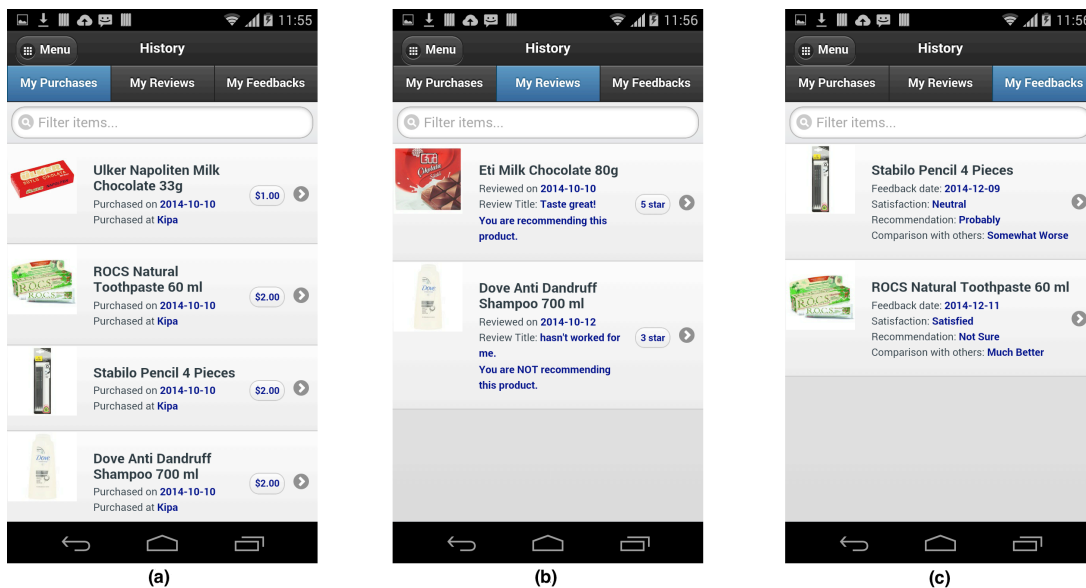 11:55
Menu
History
My Purchases
My Reviews
My Feedbacks
Filter items...
Ulker Napoliten Milk
Chocolate 33g
Purchased on 2014-10-10
Purchased at Kipa
$1.00
ROCS Natural
Toothpaste 60 ml
Purchased on 2014-10-10
Purchased at Kipa
$2.00
Stabilo Pencil 4 Pieces
Purchased on 2014-10-10
Purchased at Kipa
$2.00
Dove Anti Dandruff
Shampoo 700 ml
Purchased on 2014-10-10
Purchased at Kipa
$2.00
(a)
11:56
Menu
History
My Purchases
My Reviews
My Feedbacks
Filter items...
Eti Milk Chocolate 80g
Reviewed on 2014-10-10
Review Title: Taste great!
You are recommending this
product.
5 star
Dove Anti Dandruff
Shampoo 700 ml
Reviewed on 2014-10-12
Review Title: hasn't worked for
me.
You are NOT recommending
this product.
3 star
(b)
11:56
Menu
History
My Purchases
My Reviews
My Feedbacks
Filter items...
Stabilo Pencil 4 Pieces
Feedback date: 2014-12-09
Satisfaction: Neutral
Recommendation: Probably
Comparison with others: Somewhat Worse
ROCS Natural Toothpaste 60 ml
Feedback date: 2014-12-11
Satisfaction: Satisfied
Recommendation: Not Sure
Comparison with others: Much Better
(c)